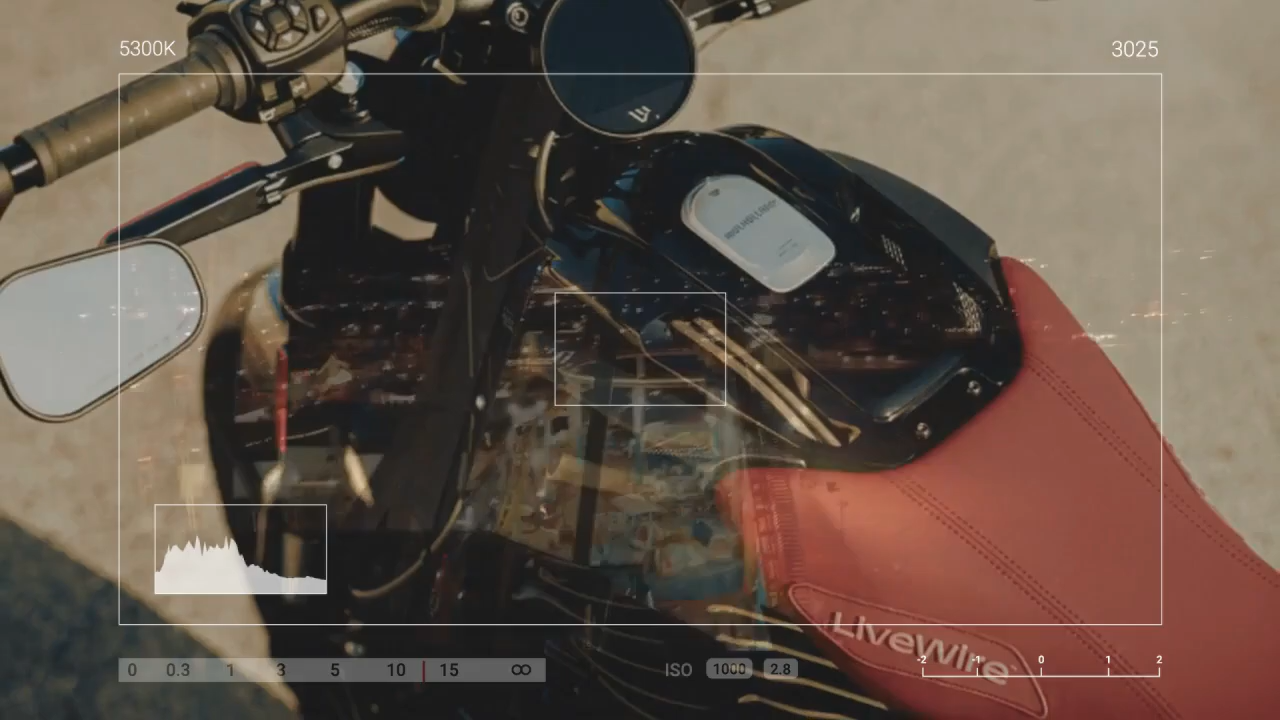 5300K
3025
MULHOLLAND
LiveWire
0 0.3 1 3 5 10 15 ∞
ISO 1000 2.8
-2 -1 0 1 2